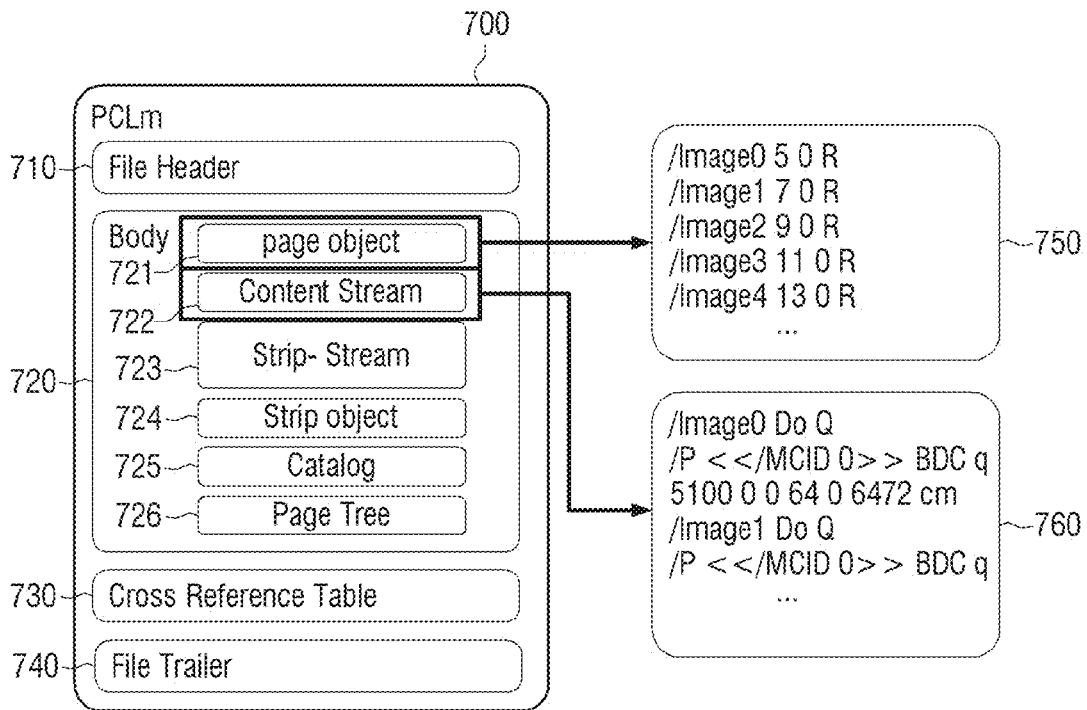 700
PCLm
710
File Header
Body
page object
721
Content Stream
722
720
723
Strip- Stream
724
Strip object
725
Catalog
726
Page Tree
730
Cross Reference Table
740
File Trailer
/Image0 5 0 R
/Image1 7 0 R
/Image2 9 0 R
/Image3 11 0 R
/Image4 13 0 R
...
750
/Image0 Do Q
/P <</MCID 0>> BDC q
5100 0 0 64 0 6472 cm
/Image1 Do Q
/P <</MCID 0>> BDC q
...
760